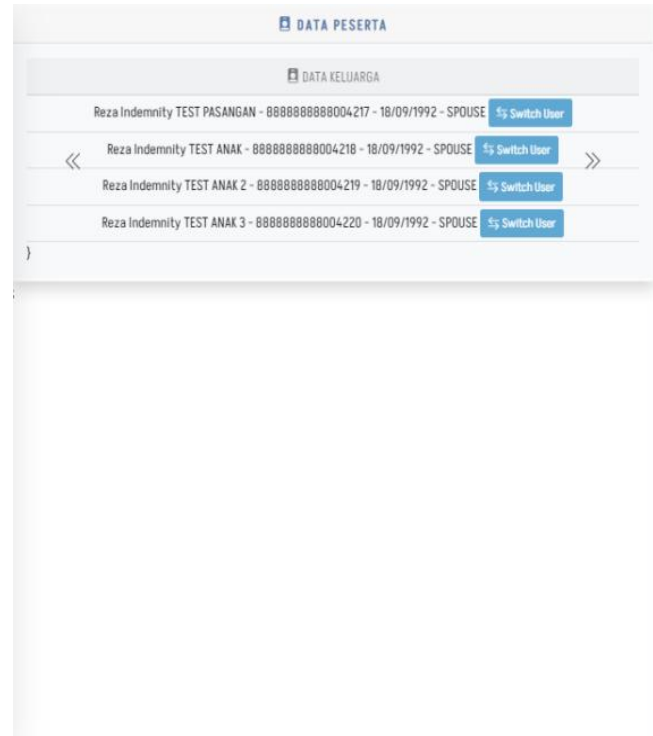 DATA PESERTA
DATA KELUARGA
Reza Indemnity TEST PASANGAN - 8888888888004217 - 18/09/1992 - SPOUSE Switch User
Reza Indemnity TEST ANAK - 8888888888004218 - 18/09/1992 - SPOUSE Switch User
Reza Indemnity TEST ANAK 2 - 8888888888004219 - 18/09/1992 - SPOUSE Switch User
Reza Indemnity TEST ANAK 3 - 8888888888004220 - 18/09/1992 - SPOUSE Switch User
}